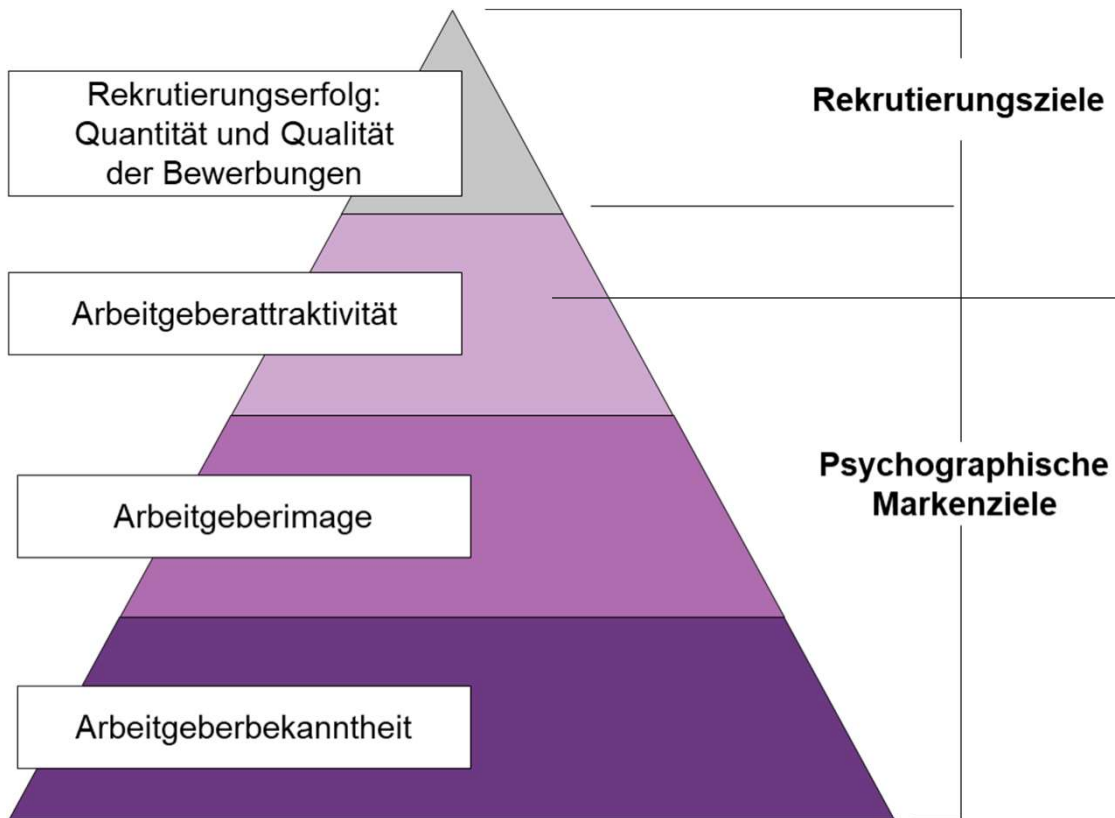 Rekrutierungserfolg:
Quantität und Qualität
der Bewerbungen
Rekrutierungsziele
Arbeitgeberattraktivität
Psychographische
Markenziele
Arbeitgeberimage
Arbeitgeberbekanntheit